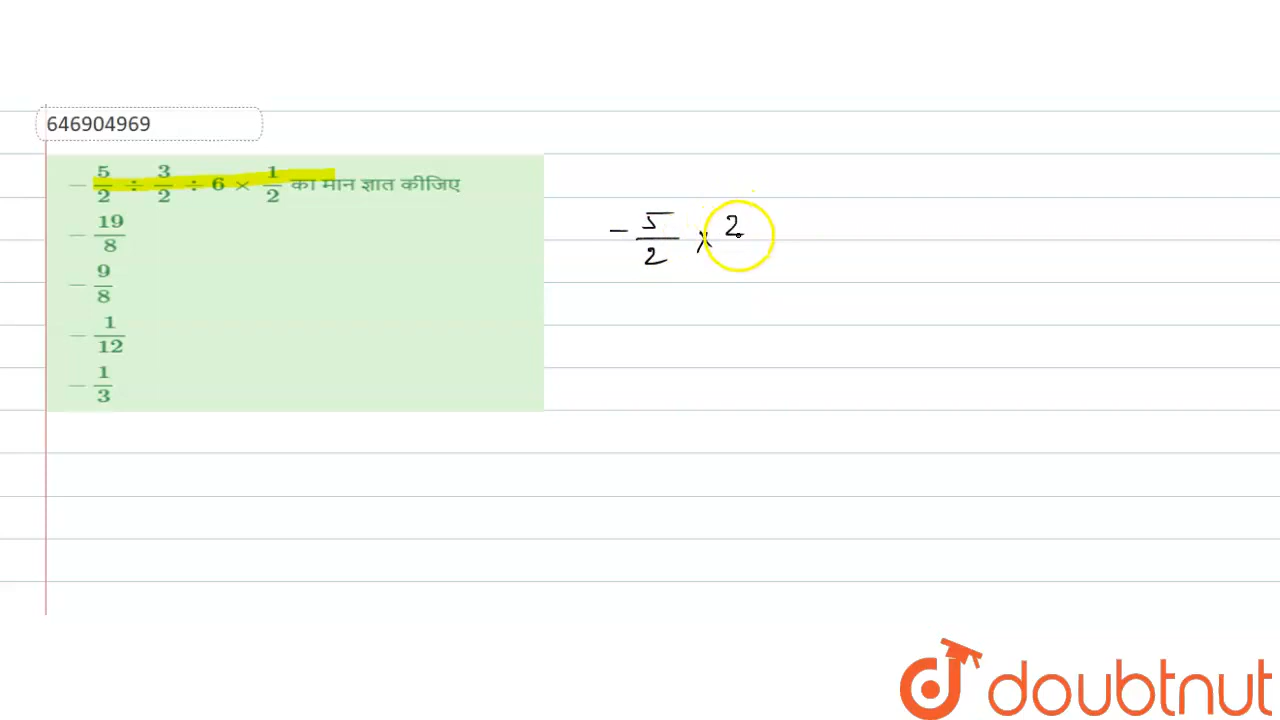 646904969
− 5/2 ÷ 3/2 ÷ 6 × 1/2 का मान ज्ञात कीजिए
− 19/8
− 9/8
− 1/12
− 1/3
− 5/2 × 2
doubtnut